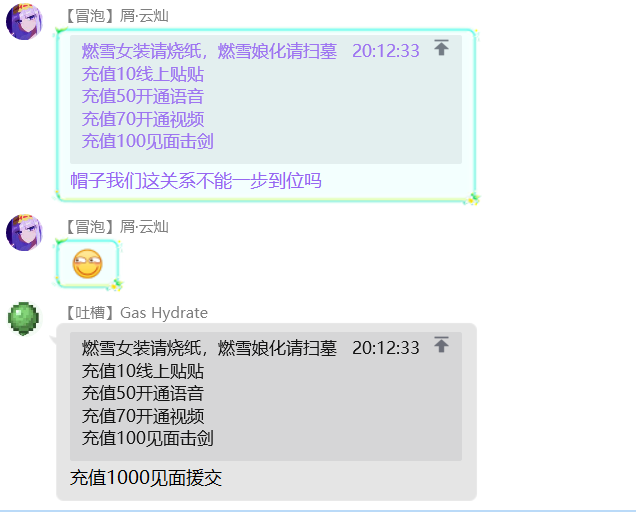 【冒泡】屑·云灿
燃雪女装请烧纸，燃雪娘化请扫墓 20:12:33
充值10线上贴贴
充值50开通语音
充值70开通视频
充值100见面击剑
帽子我们这关系不能一步到位吗
【冒泡】屑·云灿
【吐槽】Gas Hydrate
燃雪女装请烧纸，燃雪娘化请扫墓 20:12:33
充值10线上贴贴
充值50开通语音
充值70开通视频
充值100见面击剑
充值1000见面援交